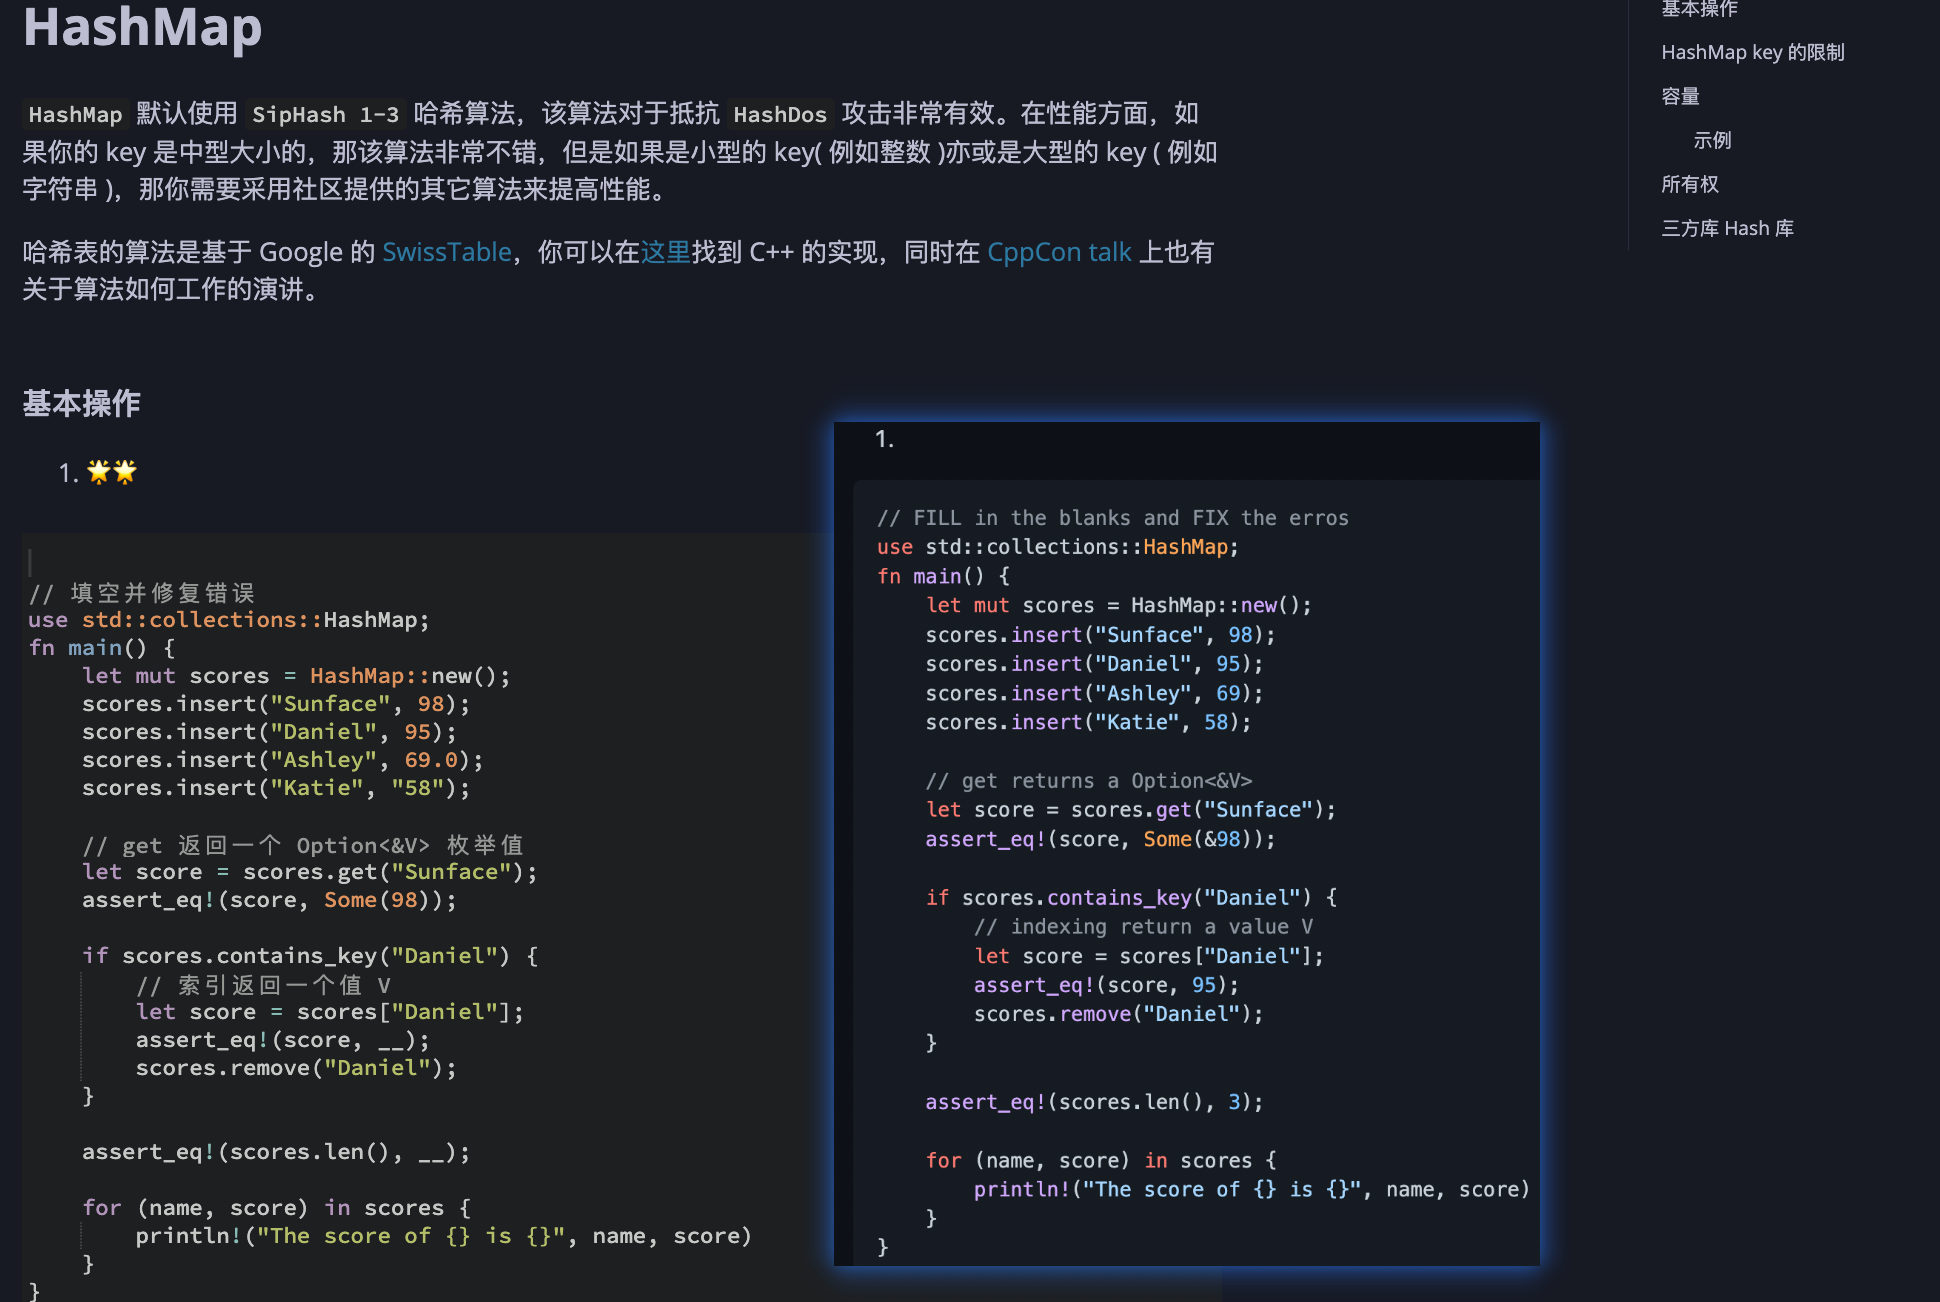 HashMap
HashMap 默认使用 SipHash 1-3 哈希算法，该算法对于抵抗 HashDos 攻击非常有效。在性能方面，如
果你的 key 是中型大小的，那该算法非常不错，但是如果是小型的 key( 例如整数 )亦或是大型的 key ( 例如
字符串 )，那你需要采用社区提供的其它算法来提高性能。
哈希表的算法是基于 Google 的 SwissTable，你可以在这里找到 C++ 的实现，同时在 CppCon talk 上也有
关于算法如何工作的演讲。
基本操作
1. 🌟🌟
// 填空并修复错误
use std::collections::HashMap;
fn main() {
    let mut scores = HashMap::new();
    scores.insert("Sunface", 98);
    scores.insert("Daniel", 95);
    scores.insert("Ashley", 69.0);
    scores.insert("Katie", "58");
    // get 返回一个 Option<&V> 枚举值
    let score = scores.get("Sunface");
    assert_eq!(score, Some(98));
    if scores.contains_key("Daniel") {
        // 索引返回一个值 V
        let score = scores["Daniel"];
        assert_eq!(score, __);
        scores.remove("Daniel");
    }
    assert_eq!(scores.len(), __);
    for (name, score) in scores {
        println!("The score of {} is {}", name, score)
    }
}
1.
// FILL in the blanks and FIX the erros
use std::collections::HashMap;
fn main() {
    let mut scores = HashMap::new();
    scores.insert("Sunface", 98);
    scores.insert("Daniel", 95);
    scores.insert("Ashley", 69);
    scores.insert("Katie", 58);
    // get returns a Option<&V>
    let score = scores.get("Sunface");
    assert_eq!(score, Some(&98));
    if scores.contains_key("Daniel") {
        // indexing return a value V
        let score = scores["Daniel"];
        assert_eq!(score, 95);
        scores.remove("Daniel");
    }
    assert_eq!(scores.len(), 3);
    for (name, score) in scores {
        println!("The score of {} is {}", name, score)
    }
}
基本操作
HashMap key 的限制
容量
示例
所有权
三方库 Hash 库